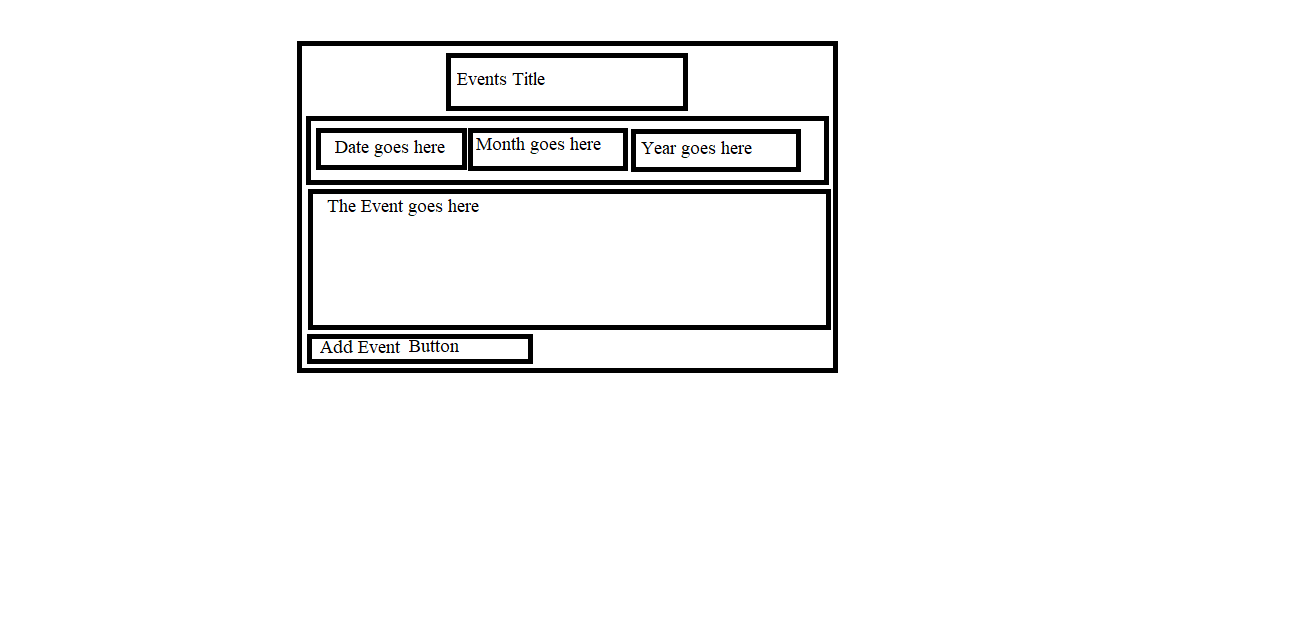 Events Title
Date goes here Month goes here Year goes here
The Event goes here
Add Event Button